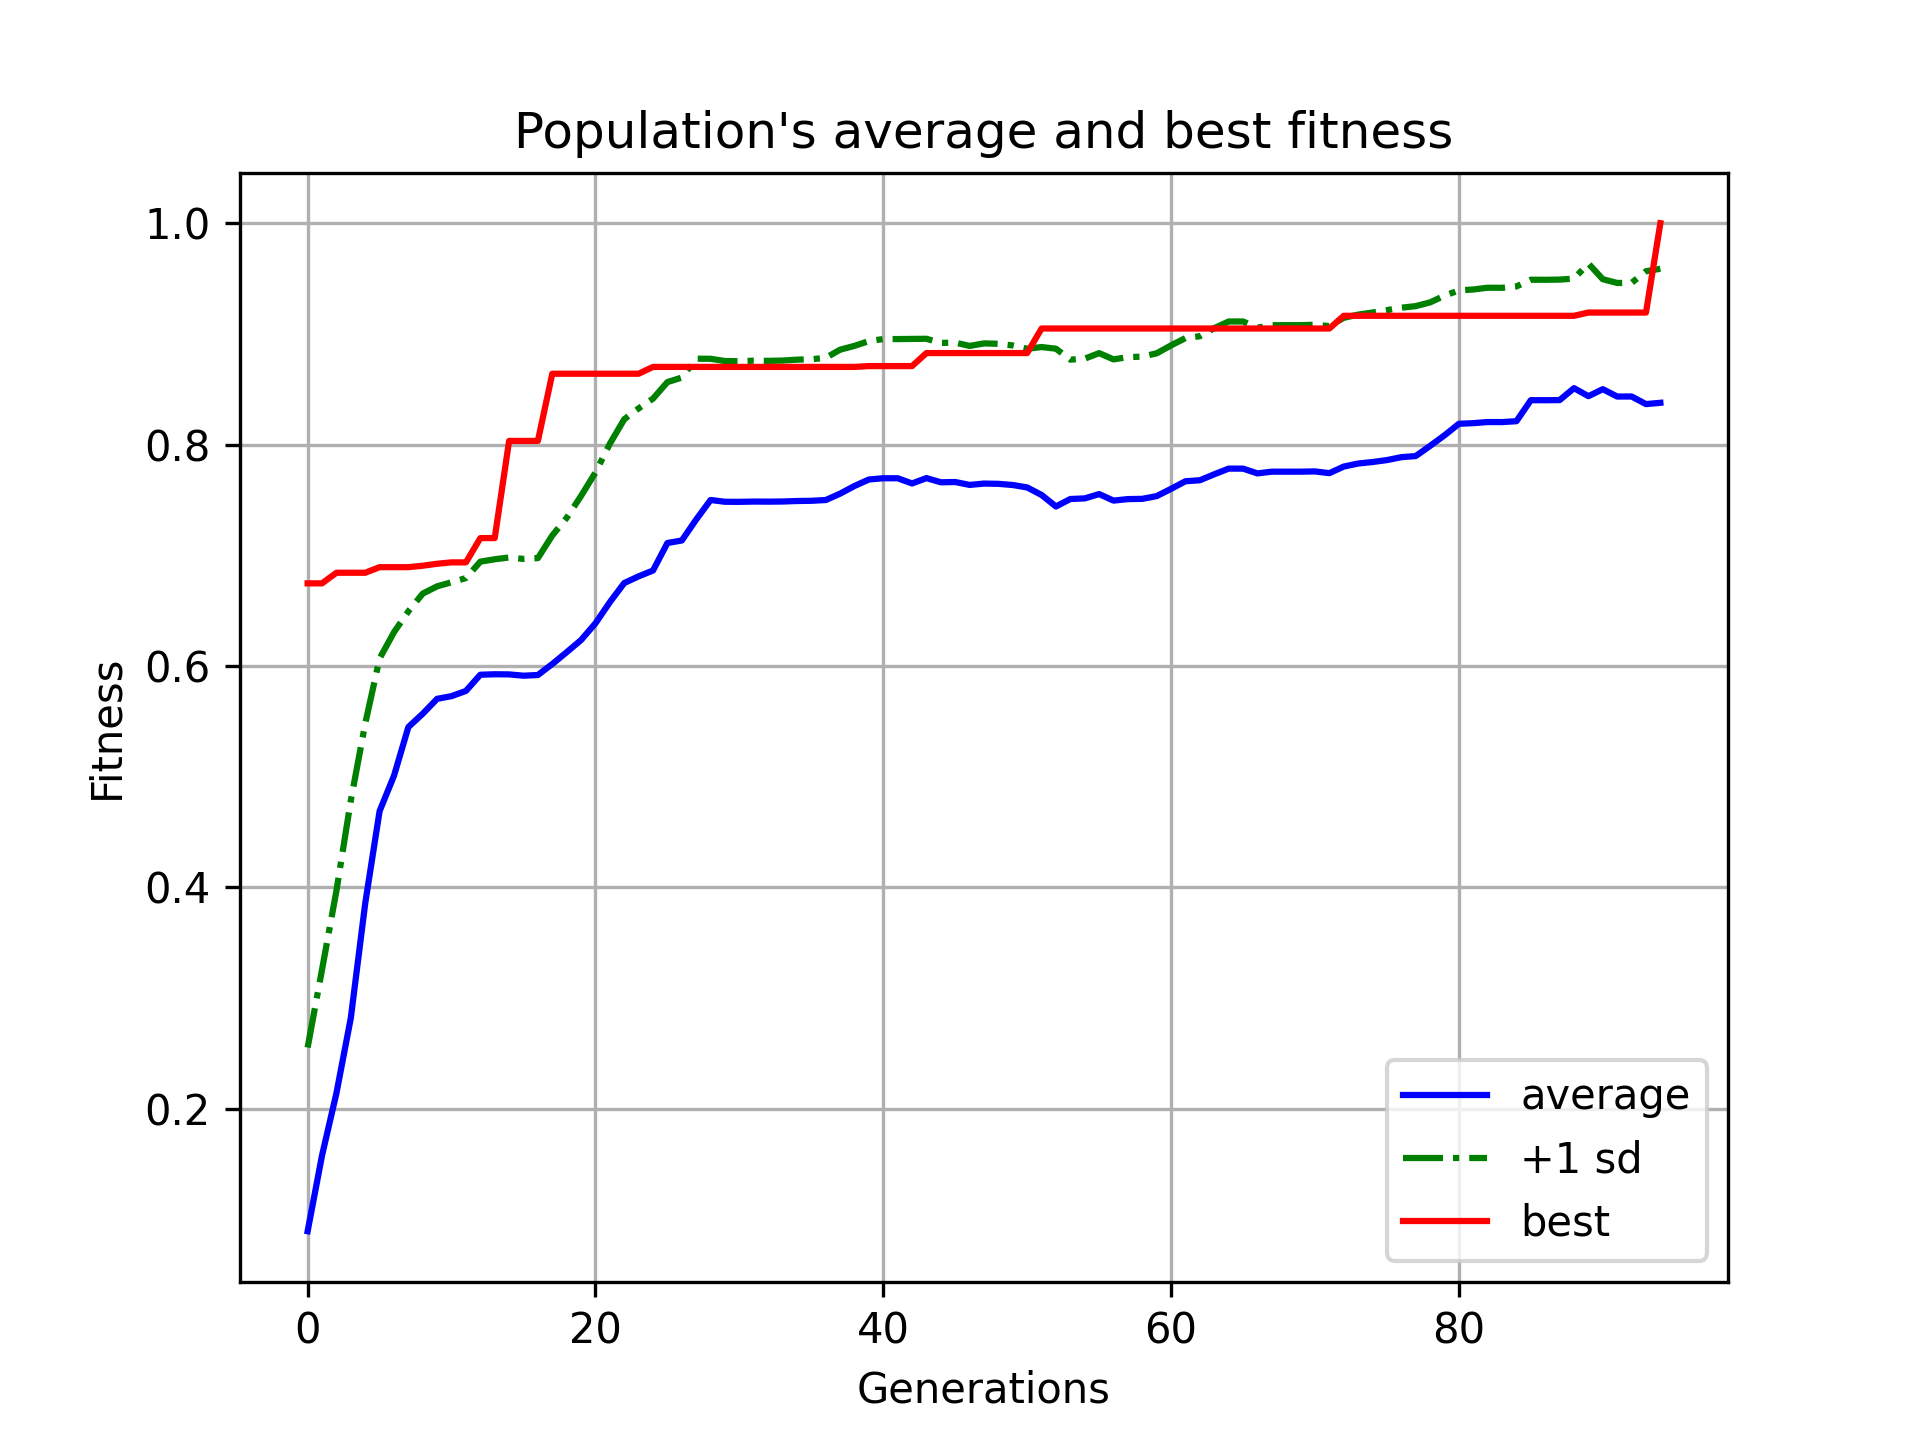 Population's average and best fitness
1.0
0.8
0.6
0.4
0.2
Fitness
0 20 40 60 80
Generations
average
+1 sd
best